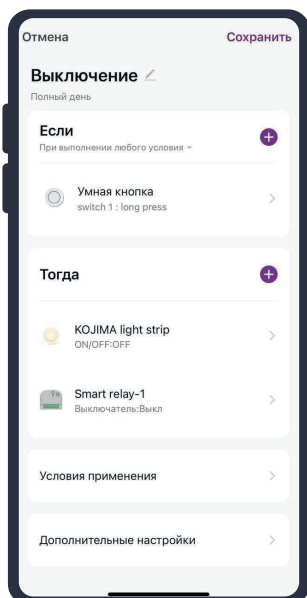 Отмена Сохранить
Выключение
Полный день
Если
При выполнении любого условия
Умная кнопка
switch 1 : long press
Тогда
KOJIMA light strip
ON/OFF:OFF
Smart relay-1
Выключатель:Выкл
Условия применения
Дополнительные настройки